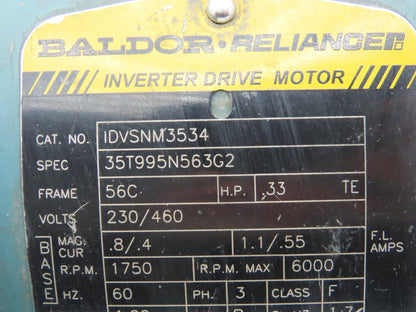 BALDOR · RELIANCER
INVERTER DRIVE MOTOR
CAT. NO. IDVSNM3534
SPEC 35T995N563G2
FRAME 56C H.P. .33 TE
VOLTS 230/460
BASE MAG. CUR .8/.4 1.1/.55 F.L. AMPS
R.P.M. 1750 R.P.M. MAX 6000
HZ. 60 PH. 3 CLASS F